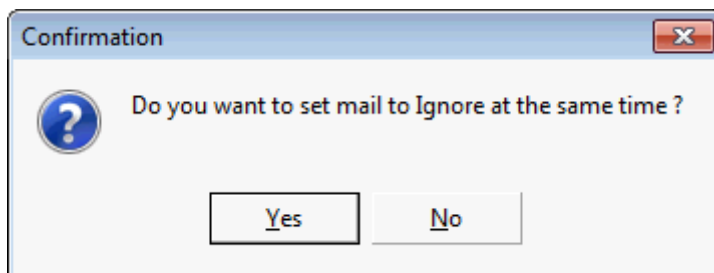 Confirmation
Do you want to set mail to Ignore at the same time ?
Yes No